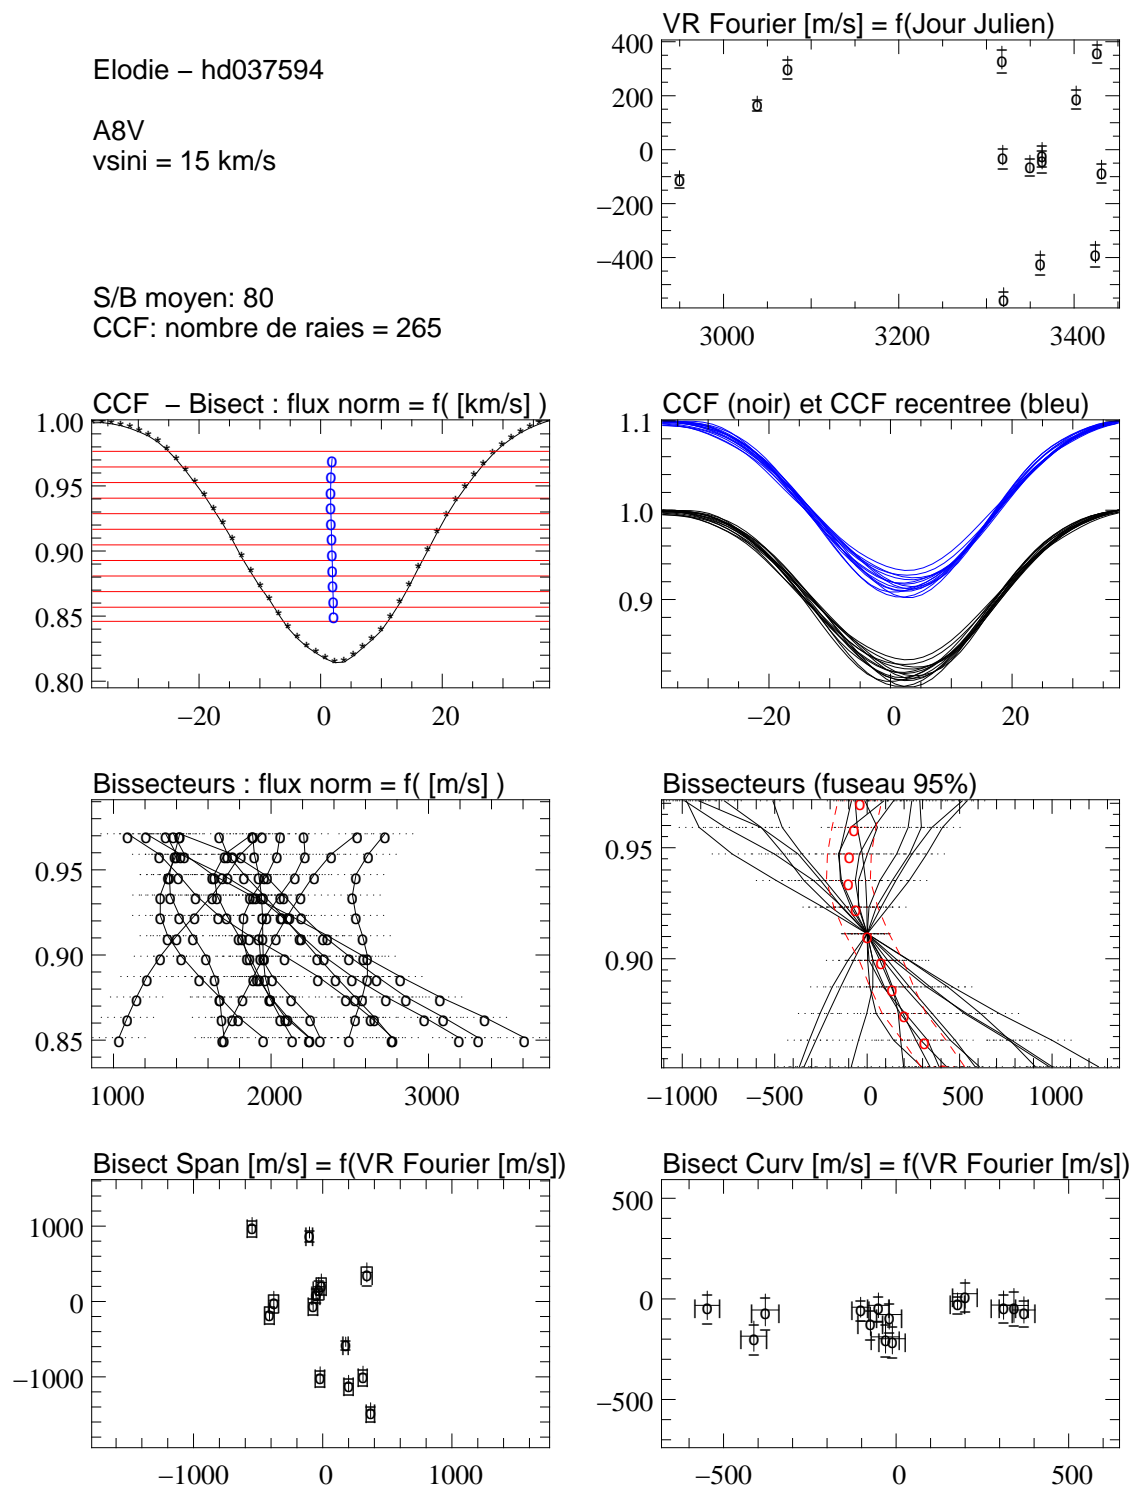 Elodie − hd037594
A8V
vsini = 15 km/s
S/B moyen: 80
CCF: nombre de raies = 265
VR Fourier [m/s] = f(Jour Julien)
400
200
0
−200
−400
3000 3200 3400
CCF − Bisect : flux norm = f( [km/s] )
1.00
0.95
0.90
0.85
0.80
−20 0 20
CCF (noir) et CCF recentree (bleu)
1.1
1.0
0.9
−20 0 20
Bissecteurs : flux norm = f( [m/s] )
0.95
0.90
0.85
1000 2000 3000
Bissecteurs (fuseau 95%)
0.95
0.90
−1000 −500 0 500 1000
Bisect Span [m/s] = f(VR Fourier [m/s])
1000
0
−1000
−1000 0 1000
Bisect Curv [m/s] = f(VR Fourier [m/s])
500
0
−500
−500 0 500